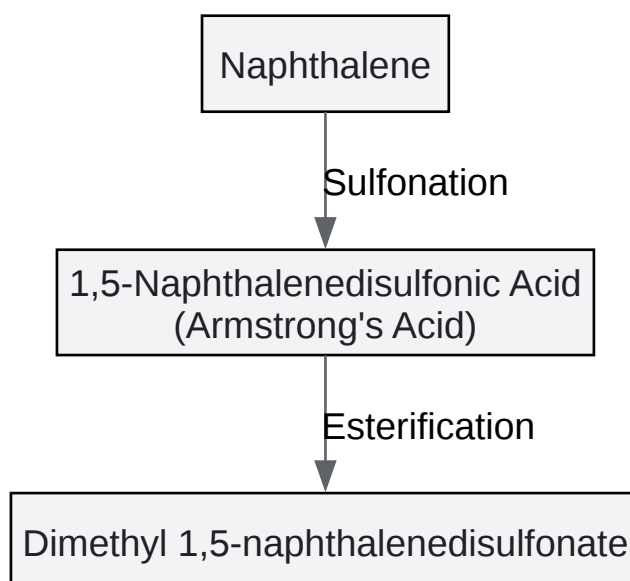 Naphthalene
Sulfonation
1,5-Naphthalenedisulfonic Acid
(Armstrong's Acid)
Esterification
Dimethyl 1,5-naphthalenedisulfonate